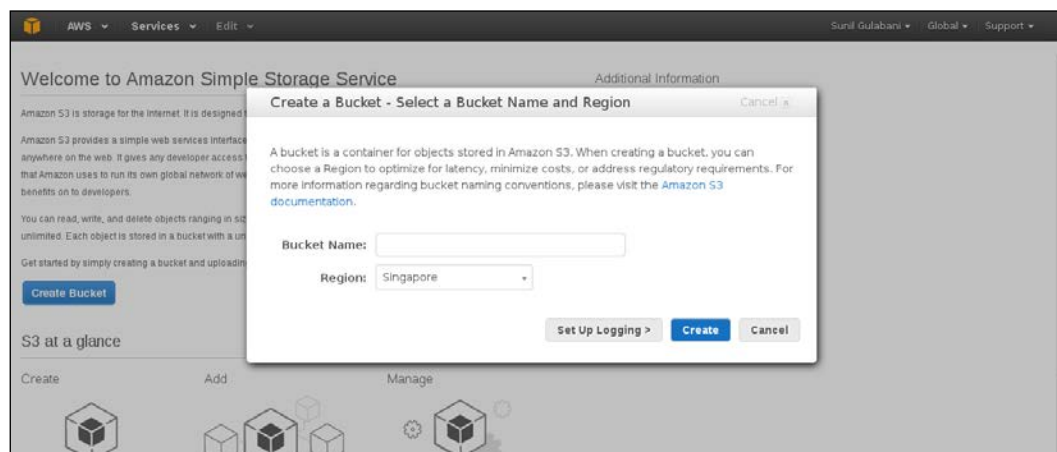 AWS Services Edit Sunil Gulabani Global Support
Welcome to Amazon Simple Storage Service
Additional Information
Amazon S3 is storage for the Internet. It is designed
Amazon S3 provides a simple web services interface
anywhere on the web. It gives any developer access
that Amazon uses to run its own global network of we
benefits on to developers.
You can read, write, and delete objects ranging in siz
unlimited. Each object is stored in a bucket with a un
Get started by simply creating a bucket and uploadin
Create Bucket
S3 at a glance
Create Add Manage
Create a Bucket - Select a Bucket Name and Region Cancel x
A bucket is a container for objects stored in Amazon S3. When creating a bucket, you can
choose a Region to optimize for latency, minimize costs, or address regulatory requirements. For
more information regarding bucket naming conventions, please visit the Amazon S3
documentation.
Bucket Name:
Region: Singapore
Set Up Logging > Create Cancel